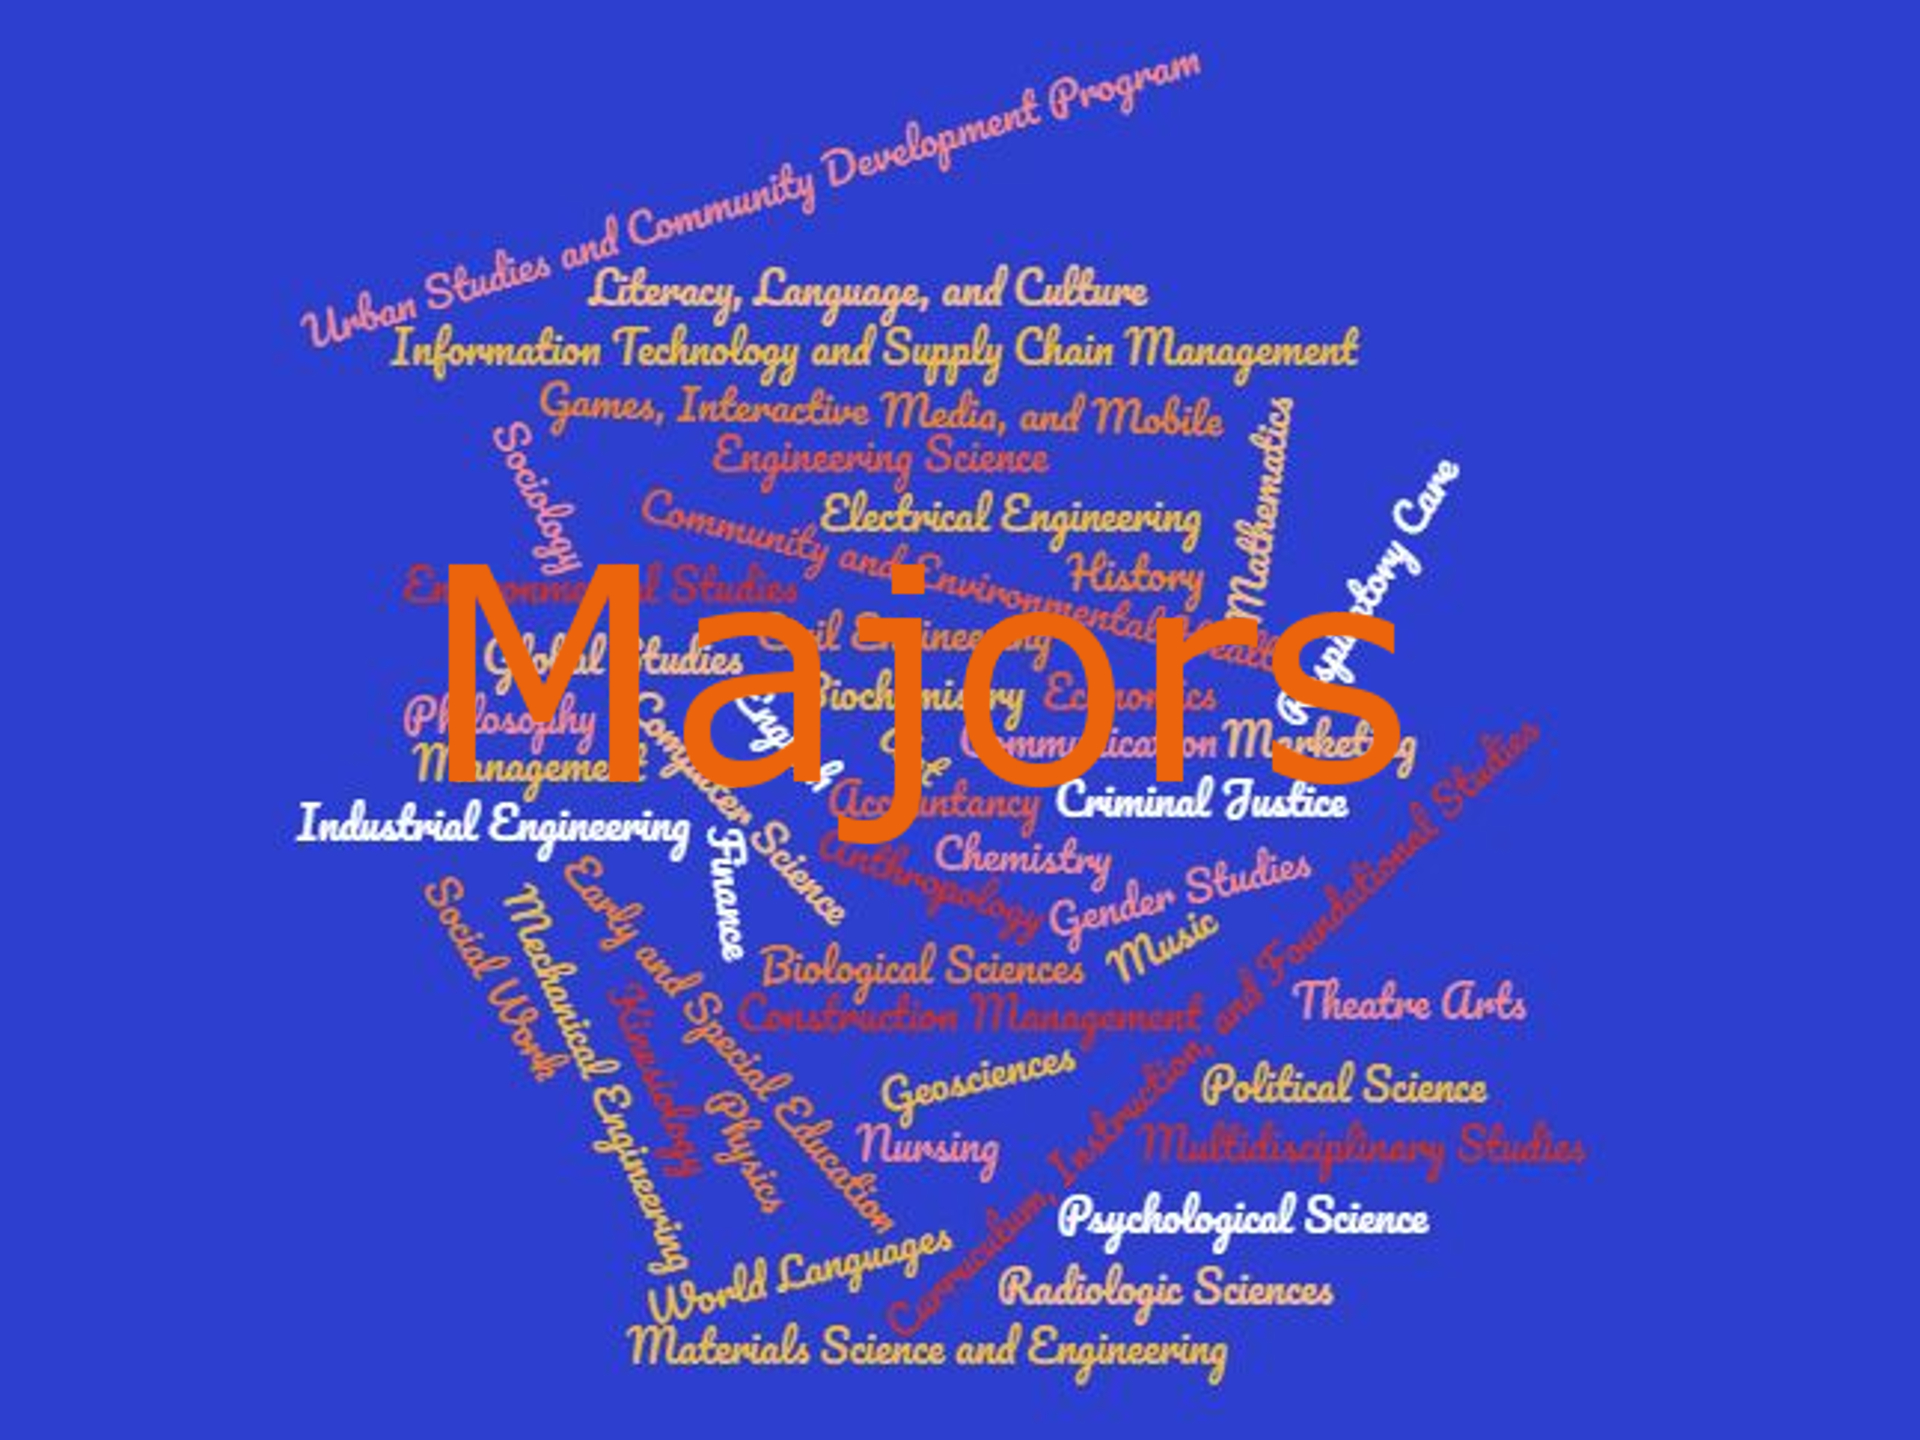 Urban Studies and Community Development Program
Literacy, Language, and Culture
Information Technology and Supply Chain Management
Games, Interactive Media, and Mobile
Engineering Science
Sociology
Mathematics
Electrical Engineering
Respiratory Care
Community and Environmental Health
History
Environmental Studies
Civil Engineering
Majors
Global Studies
Biochemistry
Economics
Philosophy
Computer Science
English
Communication
Marketing
Management
Accountancy
Criminal Justice
Industrial Engineering
Finance
Anthropology
Chemistry
Gender Studies
Early and Special Education
Social Work
Mechanical Engineering
Music
Biological Sciences
Kinesiology
Construction Management
Curriculum, Instruction, and Foundational Studies
Theatre Arts
Geosciences
Physics
Political Science
Nursing
Multidisciplinary Studies
Psychological Science
World Languages
Radiologic Sciences
Materials Science and Engineering